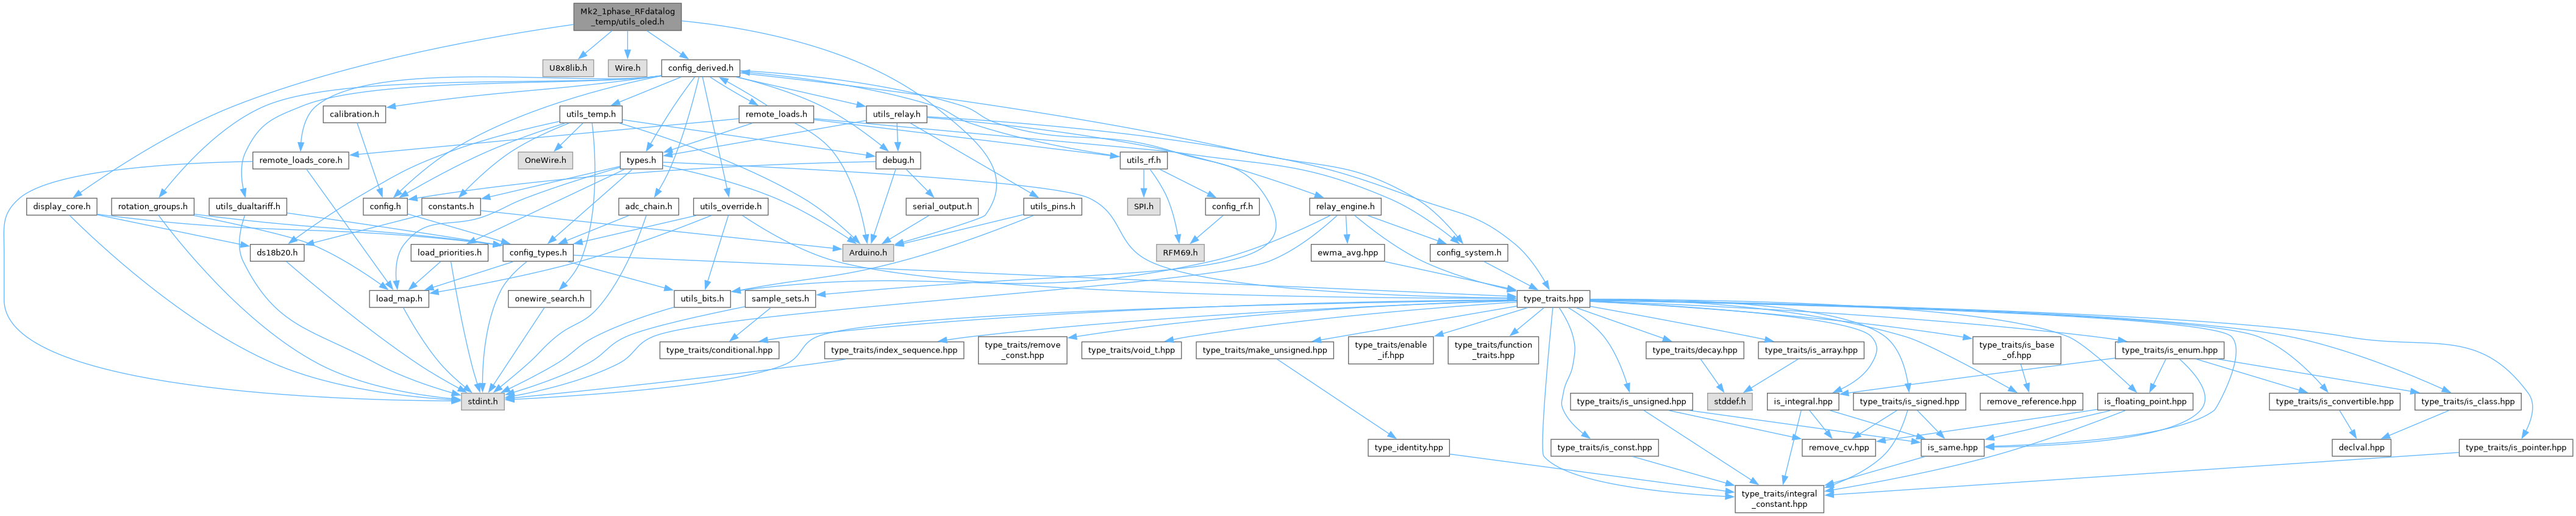 Mk2_1phase_RFdatalog
_temp/utils_oled.h
U8x8lib.h
Wire.h
config_derived.h
calibration.h
utils_temp.h
remote_loads.h
utils_relay.h
remote_loads_core.h
OneWire.h
types.h
debug.h
utils_rf.h
display_core.h
rotation_groups.h
utils_dualtariff.h
config.h
constants.h
adc_chain.h
utils_override.h
serial_output.h
utils_pins.h
SPI.h
config_rf.h
relay_engine.h
ds18b20.h
load_priorities.h
config_types.h
Arduino.h
RFM69.h
ewma_avg.hpp
config_system.h
load_map.h
onewire_search.h
utils_bits.h
sample_sets.h
type_traits.hpp
type_traits/conditional.hpp
type_traits/index_sequence.hpp
type_traits/remove
_const.hpp
type_traits/void_t.hpp
type_traits/make_unsigned.hpp
type_traits/enable
_if.hpp
type_traits/function
_traits.hpp
type_traits/decay.hpp
type_traits/is_array.hpp
type_traits/is_base
_of.hpp
type_traits/is_enum.hpp
stdint.h
type_traits/is_unsigned.hpp
stddef.h
is_integral.hpp
type_traits/is_signed.hpp
remove_reference.hpp
is_floating_point.hpp
type_traits/is_convertible.hpp
type_traits/is_class.hpp
type_identity.hpp
type_traits/is_const.hpp
remove_cv.hpp
is_same.hpp
declval.hpp
type_traits/is_pointer.hpp
type_traits/integral
_constant.hpp